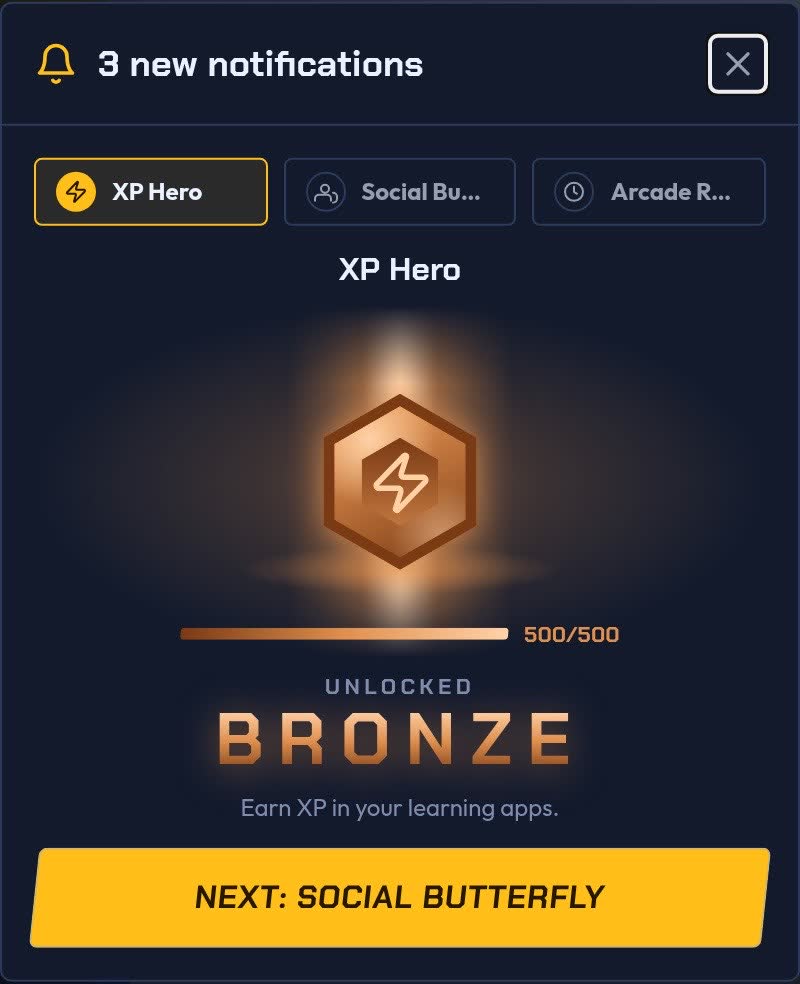 3 new notifications
XP Hero
Social Bu...
Arcade R...
XP Hero
500/500
UNLOCKED
BRONZE
Earn XP in your learning apps.
NEXT: SOCIAL BUTTERFLY